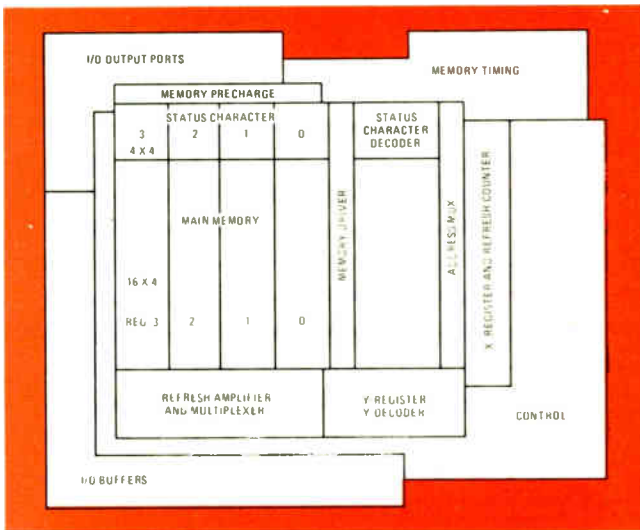 I/O OUTPUT PORTS
MEMORY TIMING
MEMORY PRECHARGE
STATUS CHARACTER
3 2 1 0
4 X 4
STATUS
CHARACTER
DECODER
MAIN MEMORY
16 X 4
REG 3 2 1 0
MEMORY DRIVER
ADDRESS MUX
X REGISTER AND REFRESH COUNTER
REFRESH AMPLIFIER
AND MULTIPLEXER
Y REGISTER
Y DECODER
CONTROL
I/O BUFFERS